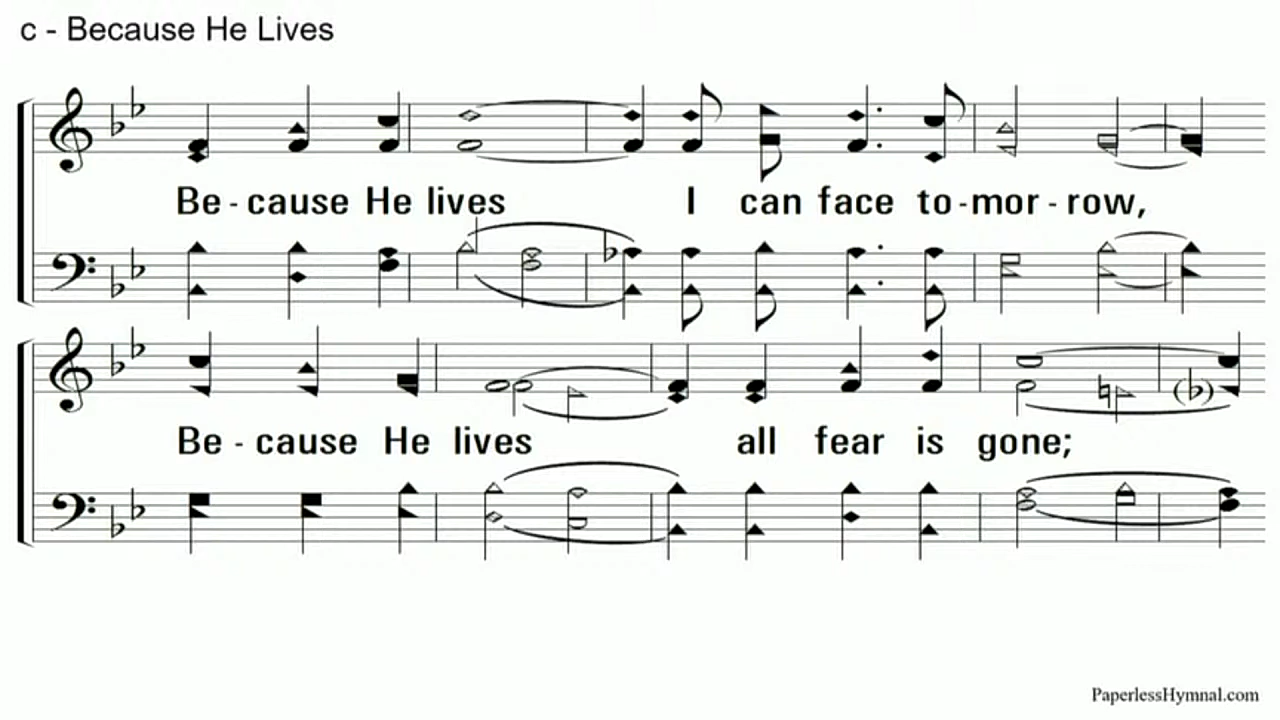 c - Because He Lives
Be - cause He lives I can face to - mor - row,
Be - cause He lives all fear is gone;
PaperlessHymnal.com